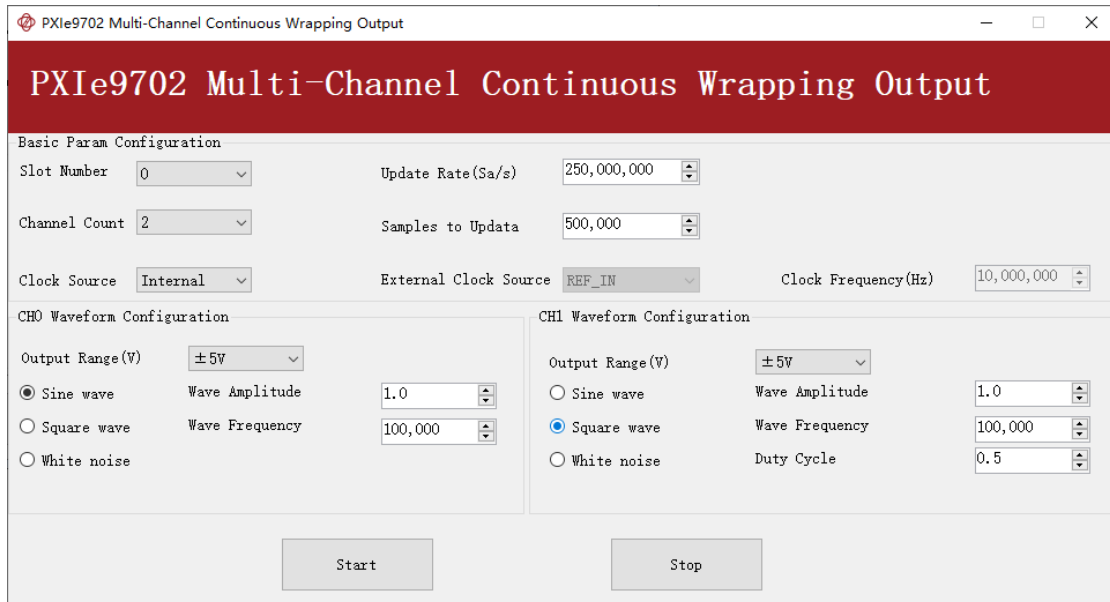 PXIe9702 Multi-Channel Continuous Wrapping Output
PXIe9702 Multi-Channel Continuous Wrapping Output
Basic Param Configuration
Slot Number 0 Update Rate(Sa/s) 250,000,000
Channel Count 2 Samples to Updata 500,000
Clock Source Internal External Clock Source REF_IN Clock Frequency(Hz) 10,000,000
CH0 Waveform Configuration
Output Range(V) ±5V
Sine wave Wave Amplitude 1.0
Square wave Wave Frequency 100,000
White noise
CH1 Waveform Configuration
Output Range(V) ±5V
Sine wave Wave Amplitude 1.0
Square wave Wave Frequency 100,000
White noise Duty Cycle 0.5
Start Stop